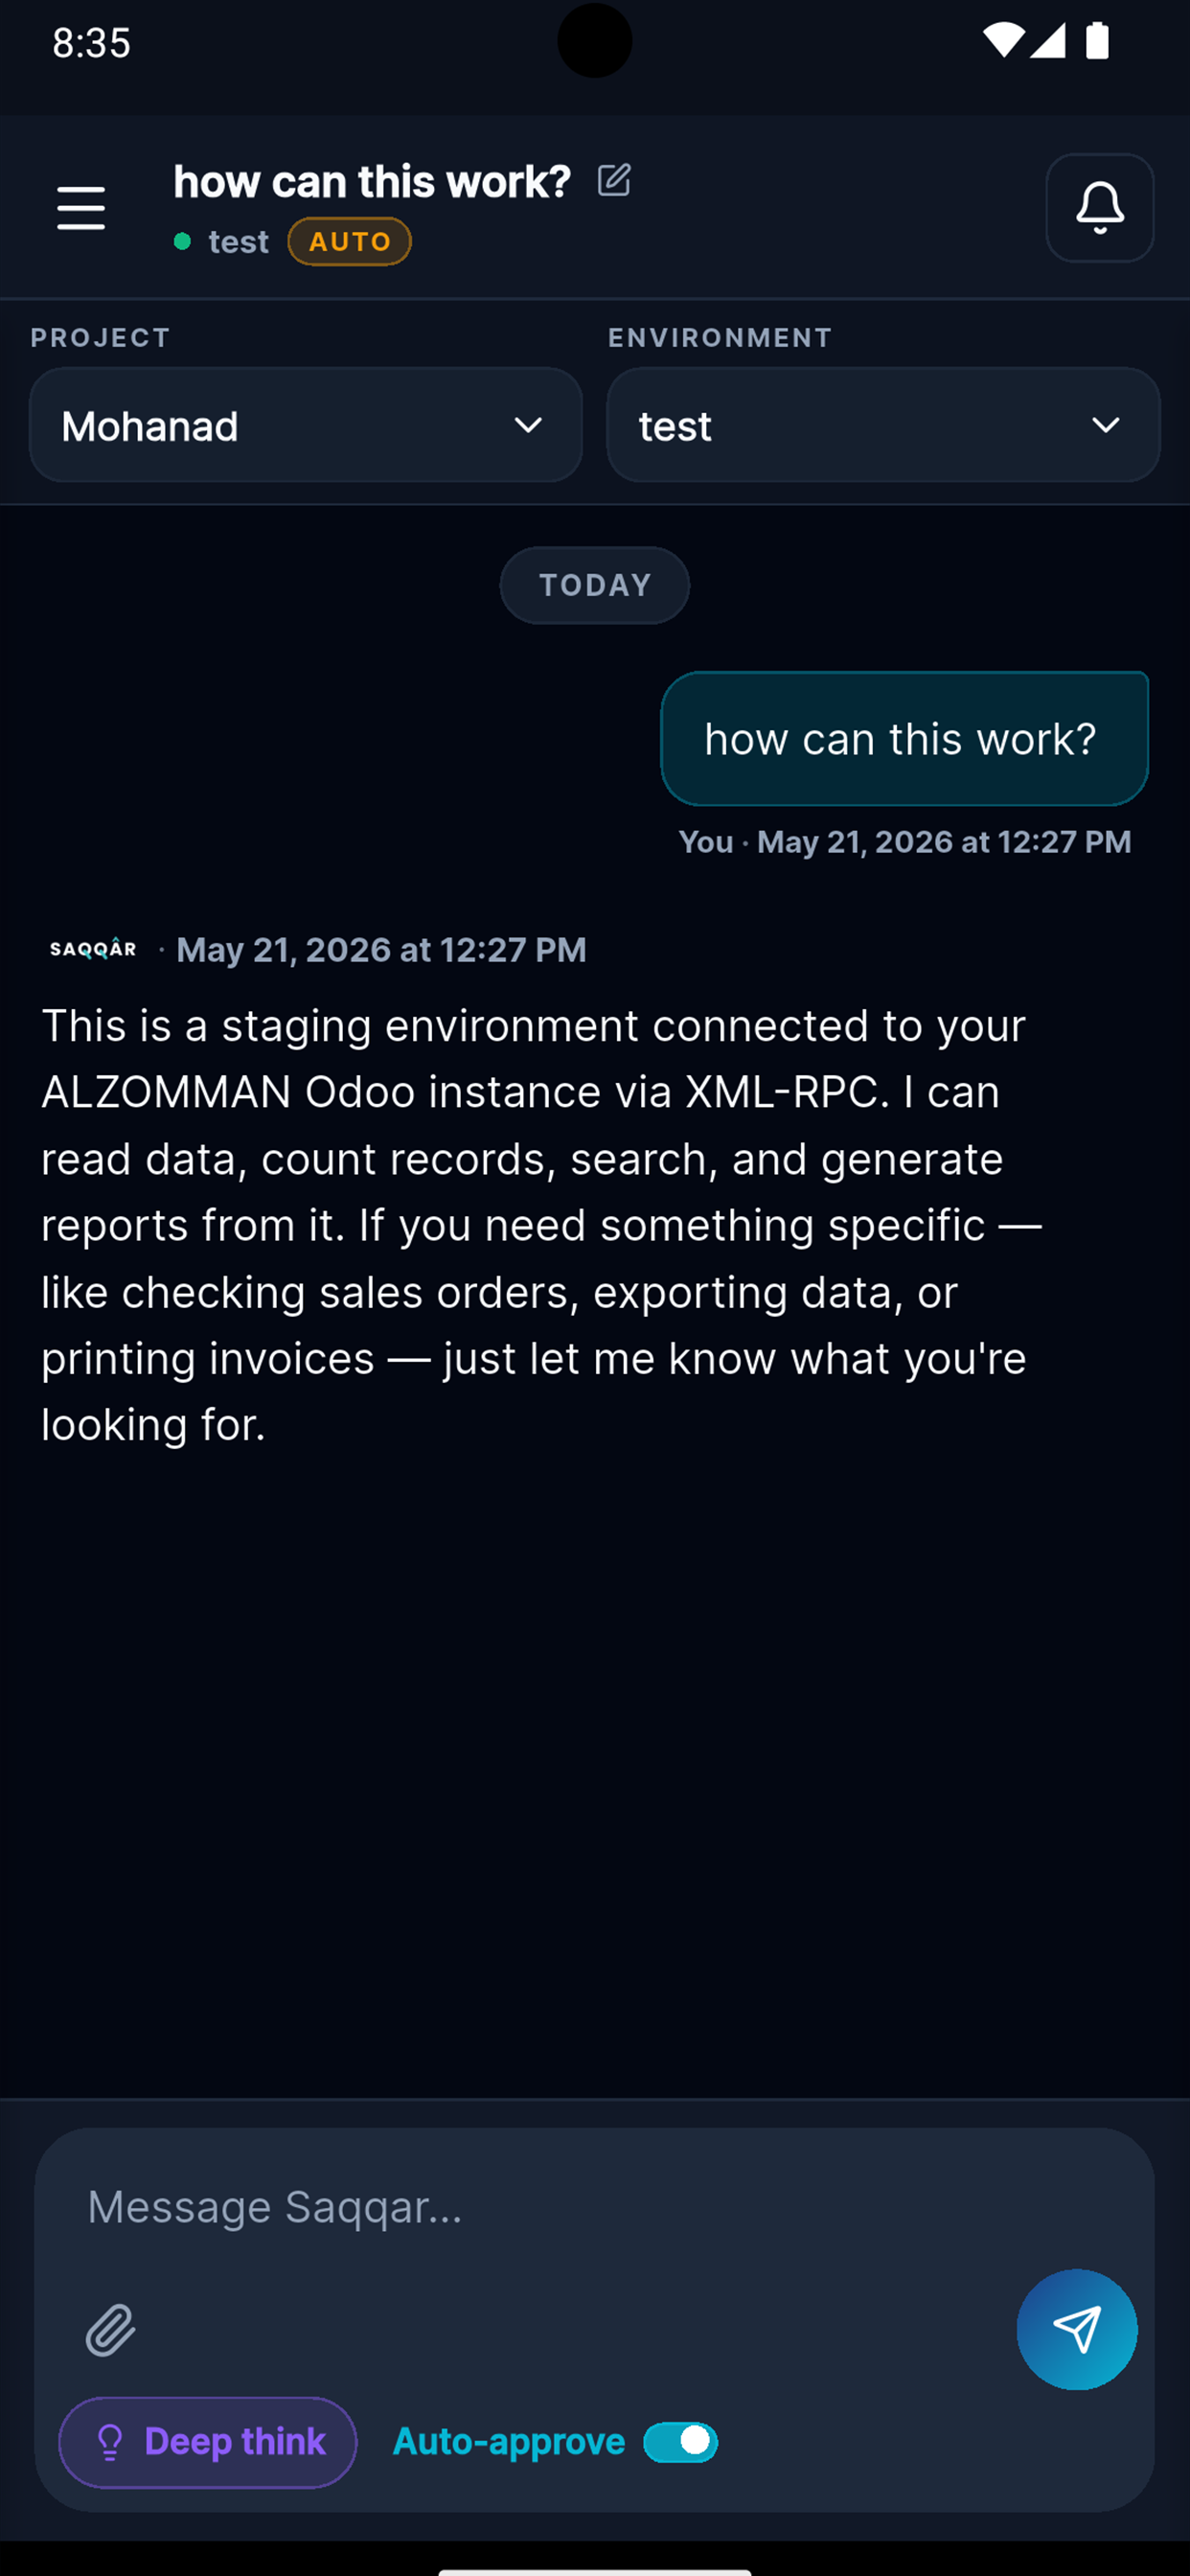 8:35
how can this work?
test AUTO
PROJECT
ENVIRONMENT
Mohanad
test
TODAY
how can this work?
You · May 21, 2026 at 12:27 PM
SAQQÂR · May 21, 2026 at 12:27 PM
This is a staging environment connected to your
ALZOMMAN Odoo instance via XML-RPC. I can
read data, count records, search, and generate
reports from it. If you need something specific —
like checking sales orders, exporting data, or
printing invoices — just let me know what you're
looking for.
Message Saqqar...
Deep think
Auto-approve